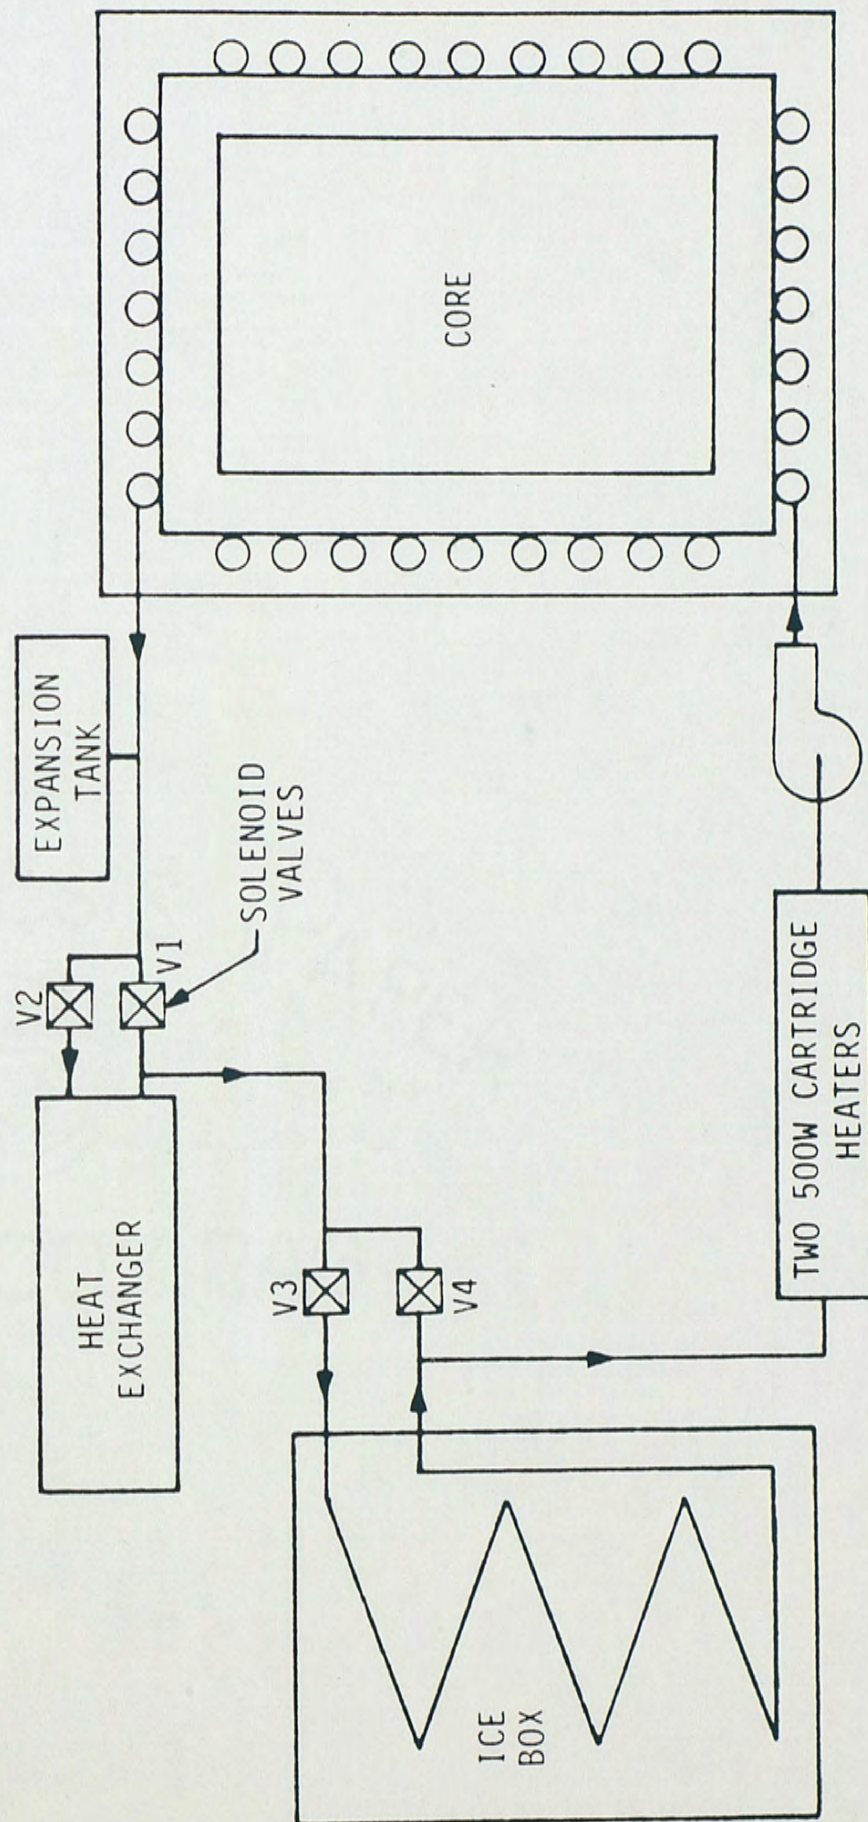 ICE
BOX
HEAT
EXCHANGER
V3
V4
V2
V1
EXPANSION
TANK
SOLENOID
VALVES
TWO 500W CARTRIDGE
HEATERS
CORE